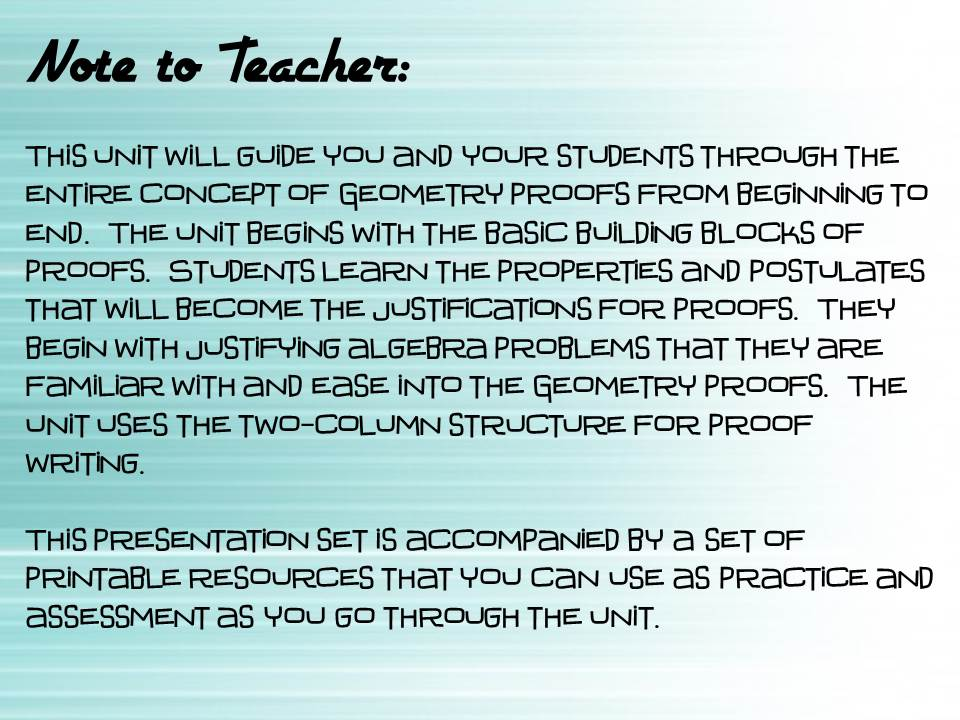 Note to Teacher:
This unit will guide you and your students through the
entire concept of Geometry proofs from beginning to
end. The unit begins with the basic building blocks of
proofs. Students learn the properties and postulates
that will become the justifications for proofs. They
begin with justifying algebra problems that they are
familiar with and ease into the geometry proofs. The
unit uses the two-column structure for proof
writing.
This presentation set is accompanied by a set of
printable resources that you can use as practice and
assessment as you go through the unit.